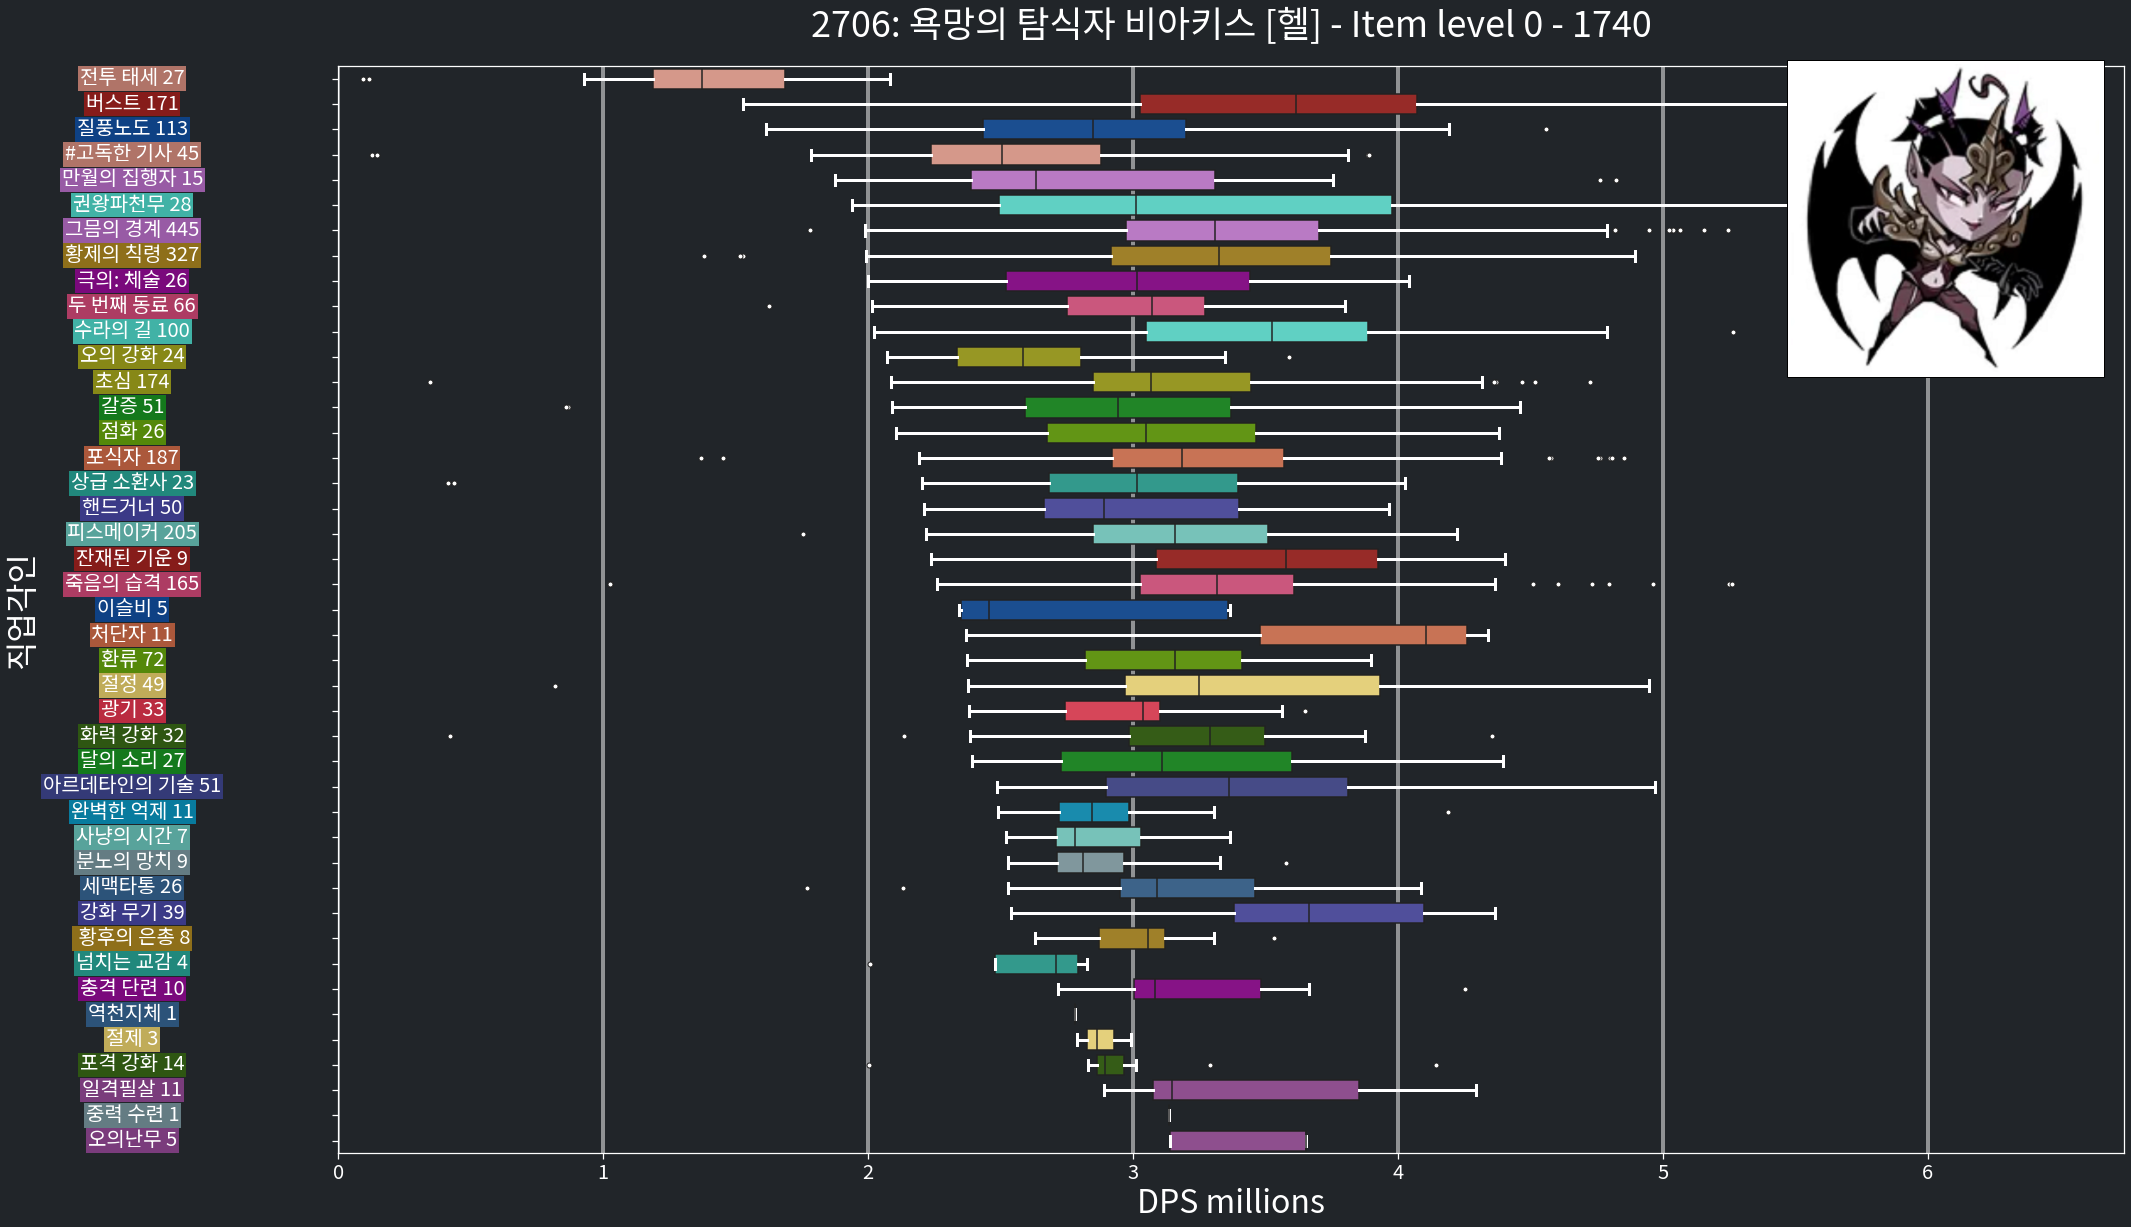 2706: 욕망의 탐식자 비아키스 [헬] - Item level 0 - 1740
직업각인
전투 태세 27
버스트 171
질풍노도 113
#고독한 기사 45
만월의 집행자 15
권왕파천무 28
그믐의 경계 445
황제의 칙령 327
극의: 체술 26
두 번째 동료 66
수라의 길 100
오의 강화 24
초심 174
갈증 51
점화 26
포식자 187
상급 소환사 23
핸드거너 50
피스메이커 205
잔재된 기운 9
죽음의 습격 165
이슬비 5
처단자 11
환류 72
절정 49
광기 33
화력 강화 32
달의 소리 27
아르데타인의 기술 51
완벽한 억제 11
사냥의 시간 7
분노의 망치 9
세맥타통 26
강화 무기 39
황후의 은총 8
넘치는 교감 4
충격 단련 10
역천지체 1
절제 3
포격 강화 14
일격필살 11
중력 수련 1
오의난무 5
0 1 2 3 4 5 6
DPS millions